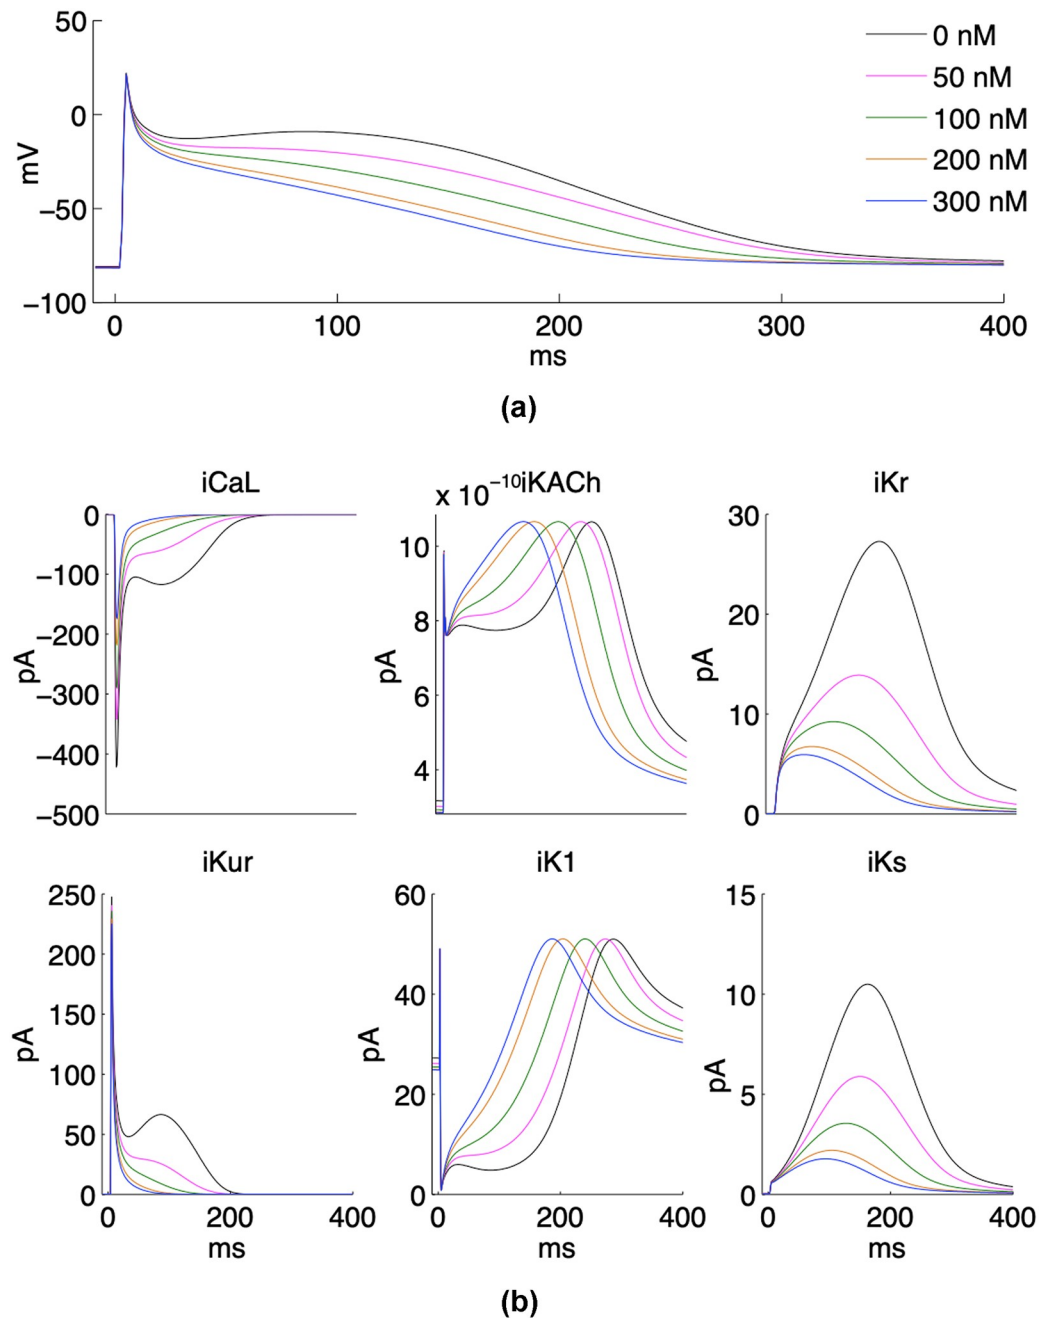 50
0
−50
−100
mV
0 100 200 300 400
ms
0 nM
50 nM
100 nM
200 nM
300 nM
(a)
iCaL
0
−100
−200
−300
−400
−500
pA
x 10−10iKACh
10
8
6
4
pA
iKr
30
20
10
0
pA
iKur
250
200
150
100
50
0
pA
0 200 400
ms
iK1
60
40
20
0
pA
0 200 400
ms
iKs
15
10
5
0
pA
0 200 400
ms
(b)